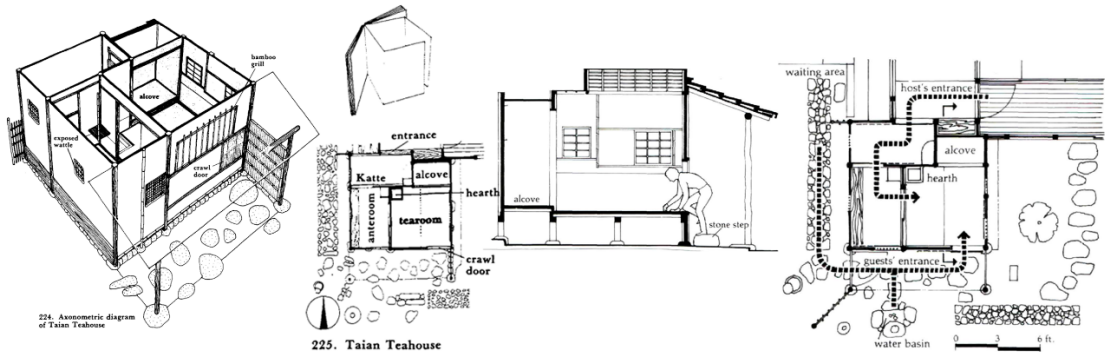 bamboo
grill
alcove
exposed
wattle
crawl
door
224. Axonometric diagram
of Taian Teahouse
entrance
Katte
alcove
hearth
anteroom
tearoom
crawl
door
225. Taian Teahouse
alcove
stone step
waiting area
host's entrance
alcove
hearth
guests' entrance
water basin
0 3 6 ft.